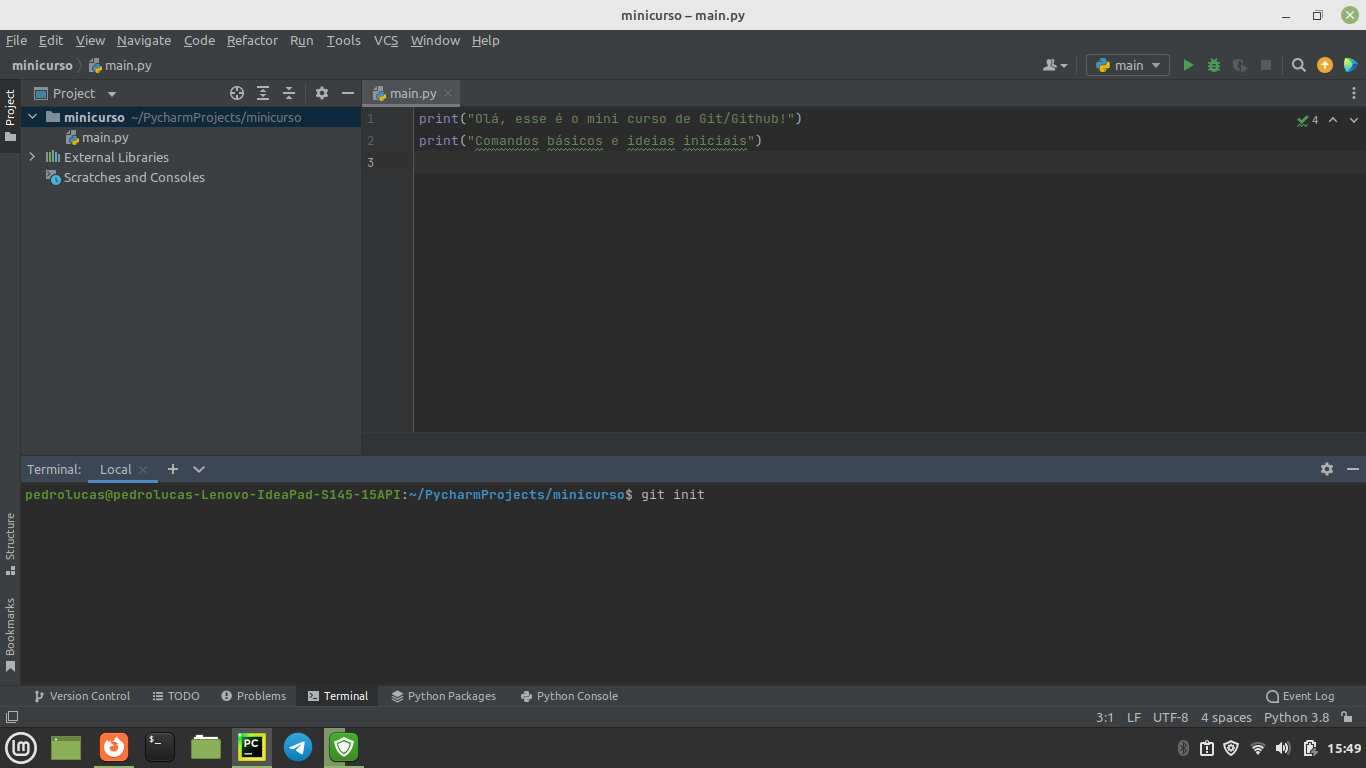 minicurso – main.py
File Edit View Navigate Code Refactor Run Tools VCS Window Help
minicurso main.py
main
Project
Project
main.py
minicurso ~/PycharmProjects/minicurso
main.py
External Libraries
Scratches and Consoles
1 print("Olá, esse é o mini curso de Git/Github!")
4
2 print("Comandos básicos e ideias iniciais")
3
Terminal: Local
pedrolucas@pedrolucas-Lenovo-IdeaPad-S145-15API:~/PycharmProjects/minicurso$ git init
Structure
Bookmarks
Version Control TODO Problems Terminal Python Packages Python Console Event Log
3:1 LF UTF-8 4 spaces Python 3.8
$_
PC
15:49